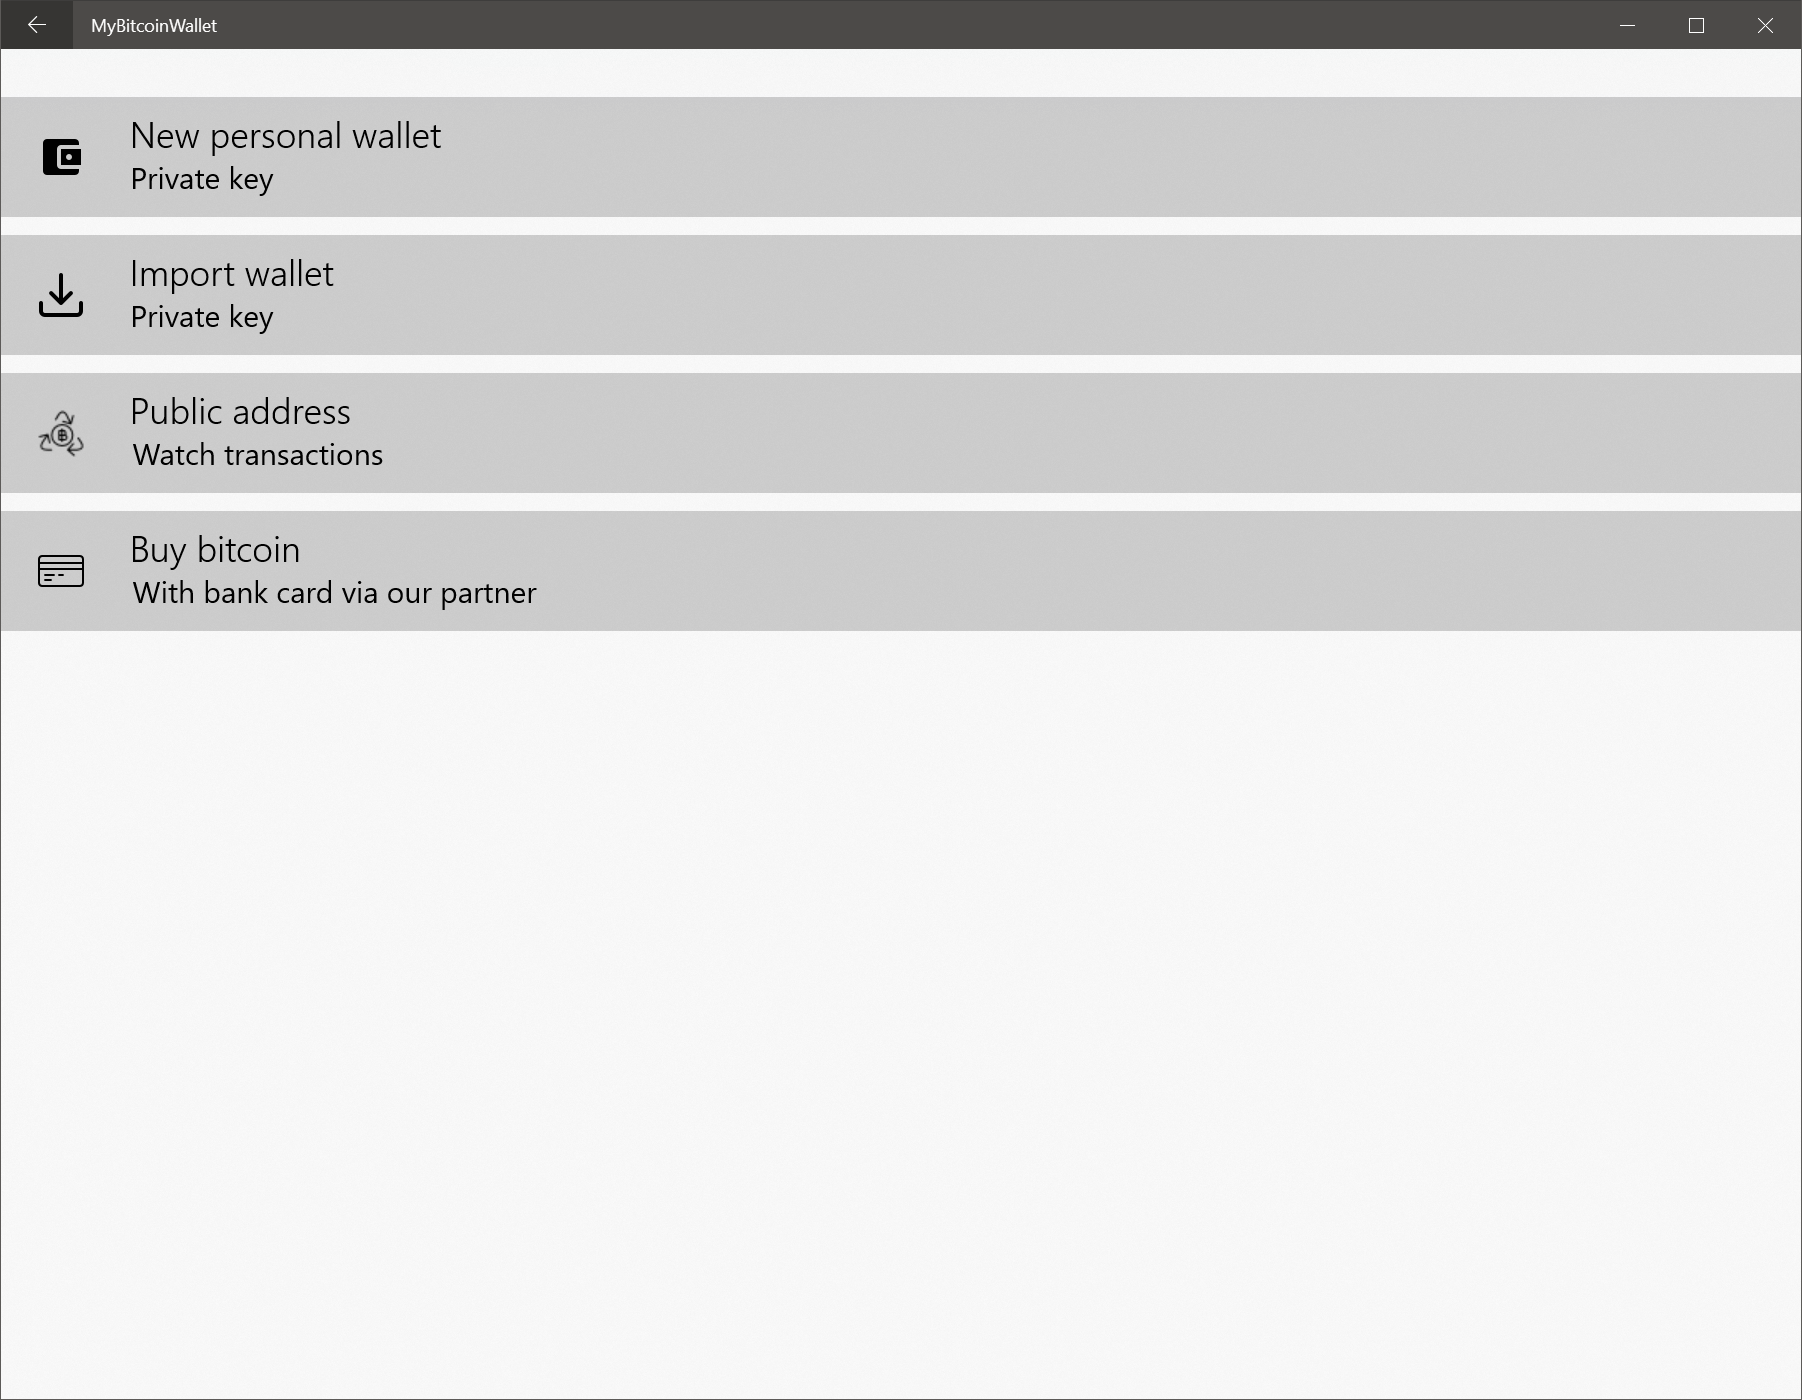 MyBitcoinWallet
New personal wallet
Private key
Import wallet
Private key
Public address
Watch transactions
Buy bitcoin
With bank card via our partner